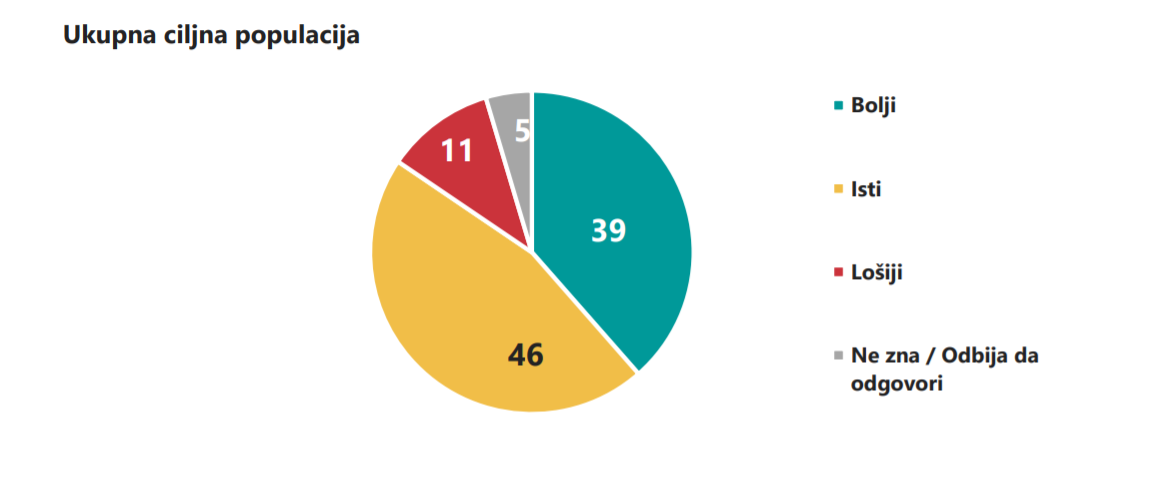 Ukupna ciljna populacija
5
11
39
46
Bolji
Isti
Lošiji
Ne zna / Odbija da
odgovori